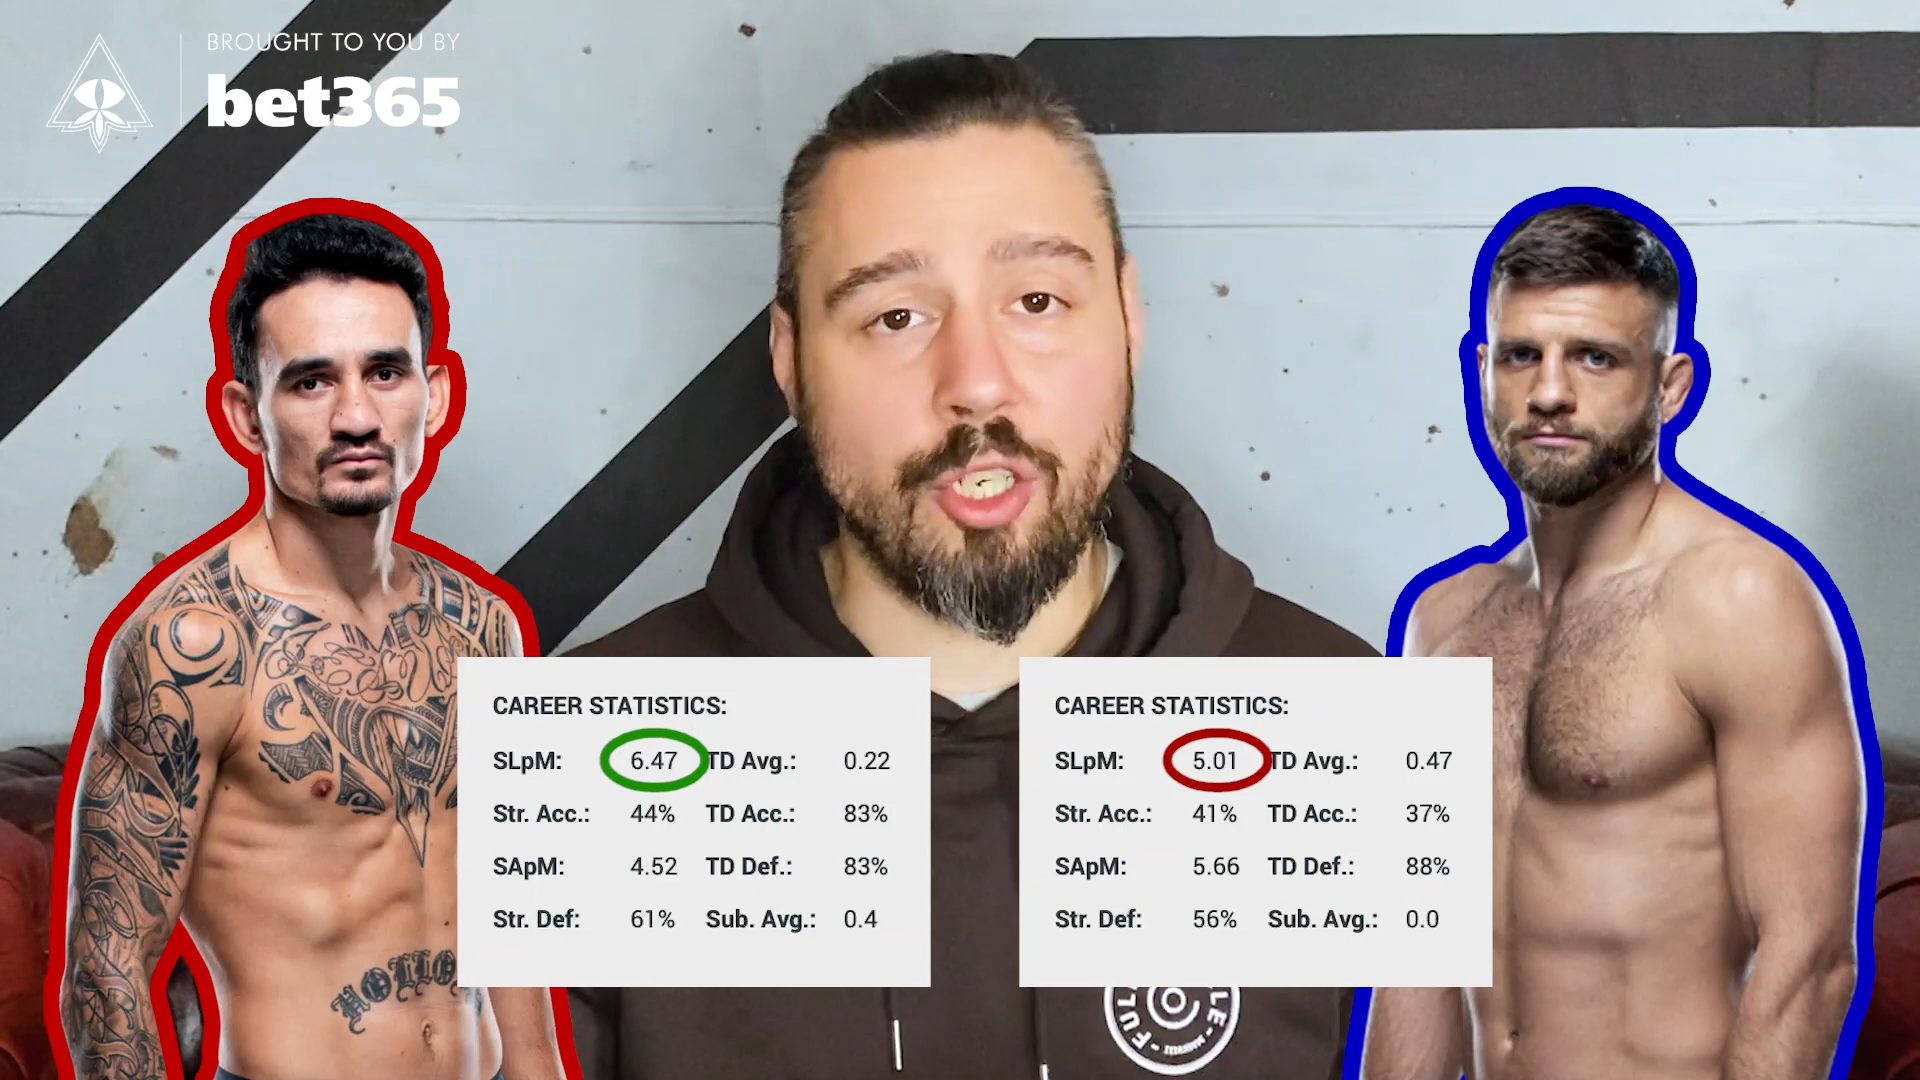 BROUGHT TO YOU BY
bet365
CAREER STATISTICS:
SLpM: 6.47 TD Avg.: 0.22
Str. Acc.: 44% TD Acc.: 83%
SApM: 4.52 TD Def.: 83%
Str. Def: 61% Sub. Avg.: 0.4
CAREER STATISTICS:
SLpM: 5.01 TD Avg.: 0.47
Str. Acc.: 41% TD Acc.: 37%
SApM: 5.66 TD Def.: 88%
Str. Def: 56% Sub. Avg.: 0.0